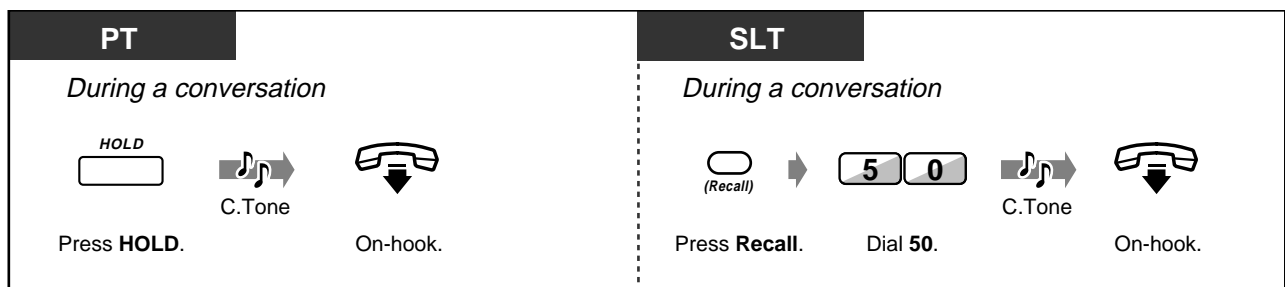 PT
During a conversation
HOLD
C.Tone
Press HOLD.
On-hook.
SLT
During a conversation
(Recall)
5 0
C.Tone
Press Recall.
Dial 50.
On-hook.